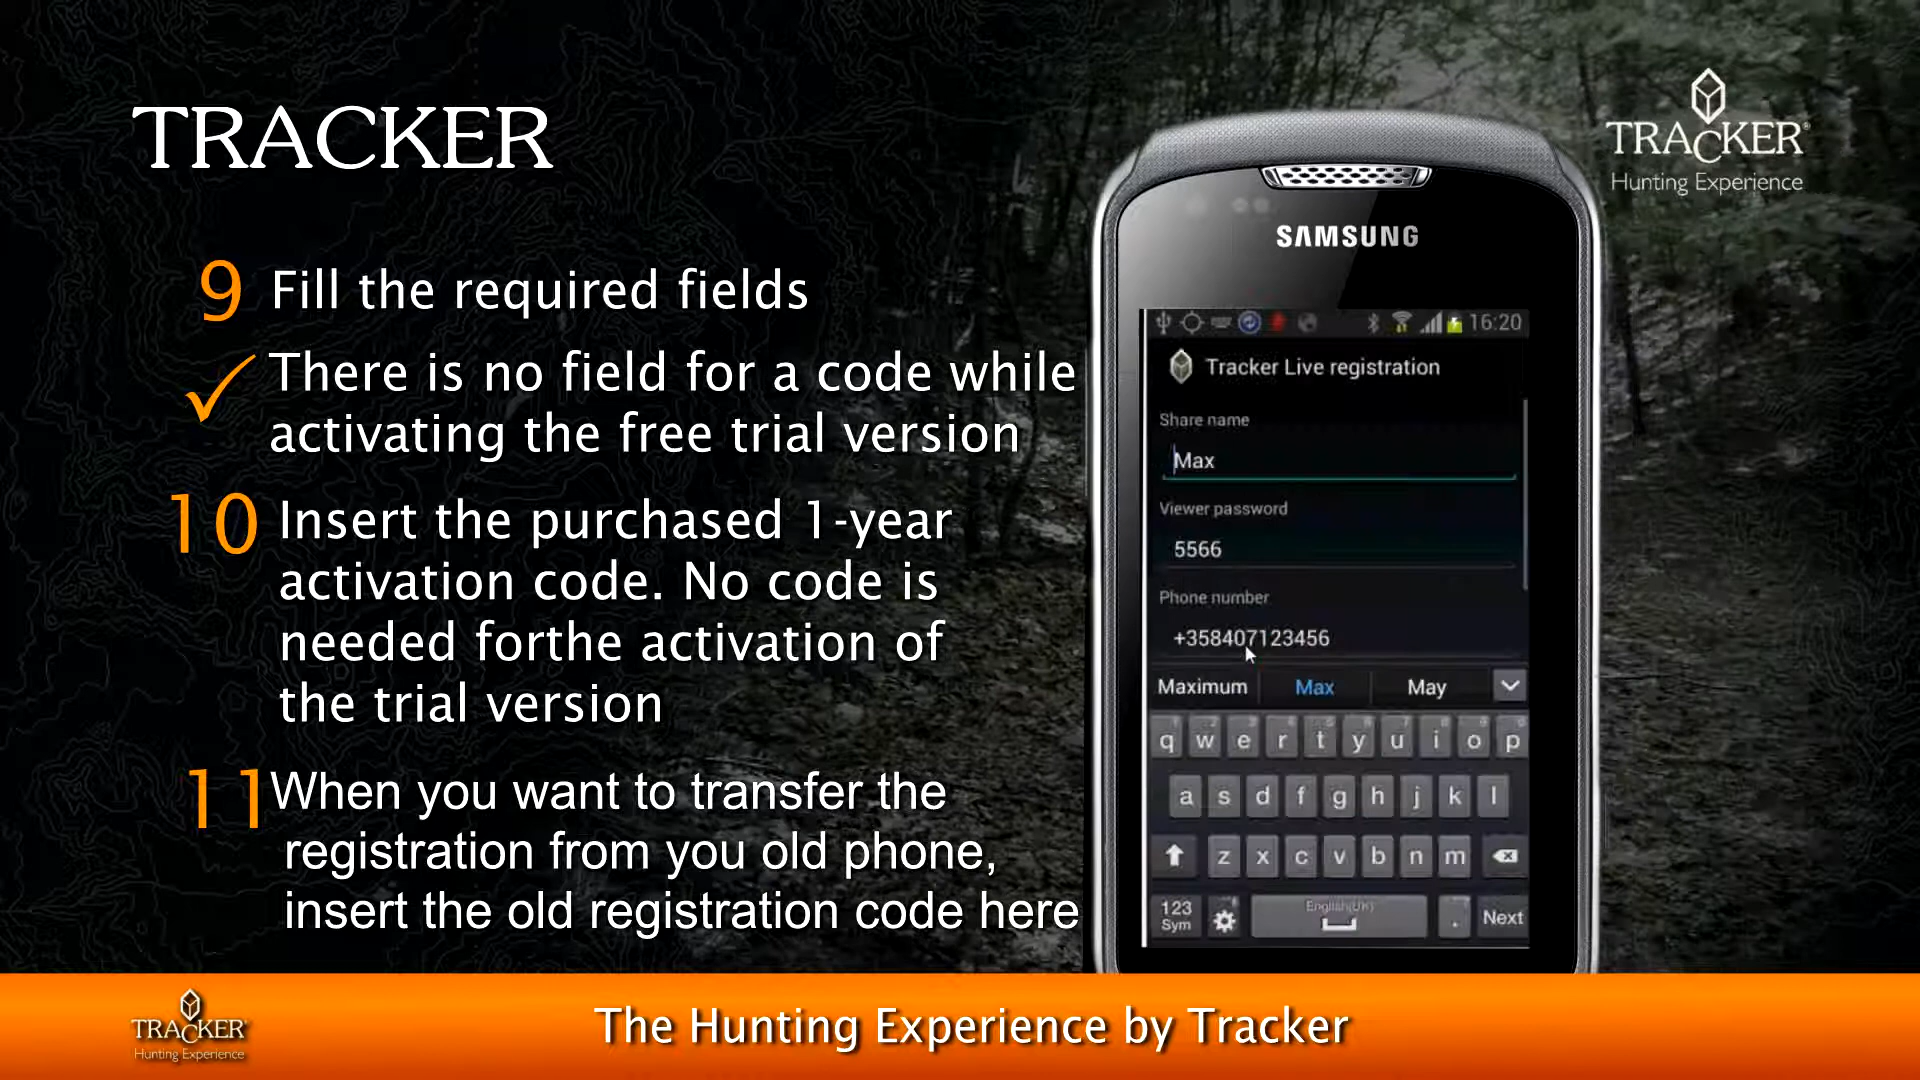 TRACKER
9 Fill the required fields
There is no field for a code while
activating the free trial version
10 Insert the purchased 1-year
activation code. No code is
needed forthe activation of
the trial version
11 When you want to transfer the
registration from you old phone,
insert the old registration code here
TRACKER®
Hunting Experience
SAMSUNG
16:20
Tracker Live registration
Share name
Max
Viewer password
5566
Phone number
+358407123456
Maximum Max May
q w e r t y u i o p
a s d f g h j k l
z x c v b n m
123
Sym
English(UK)
. Next
TRACKER
Hunting Experience
The Hunting Experience by Tracker